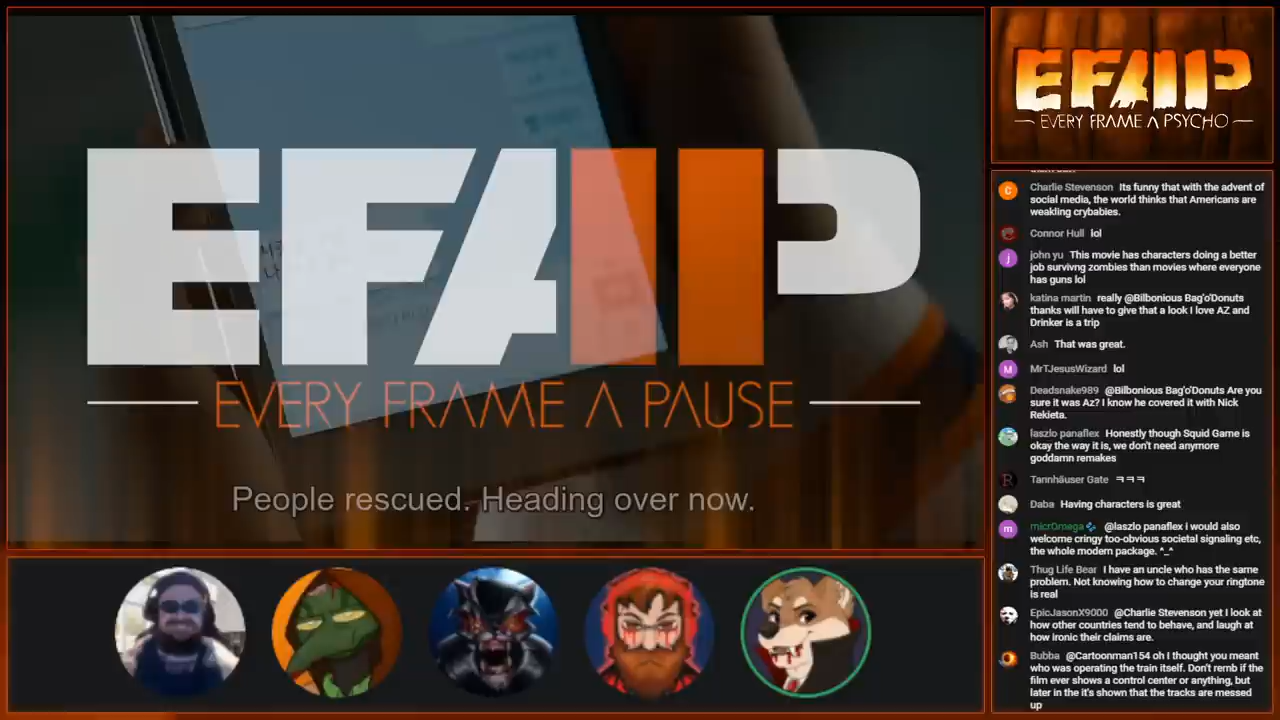 EFAP
EVERY FRAME A PAUSE
People rescued. Heading over now.
EFAP
EVERY FRAME A PSYCHO
Charlie Stevenson Its funny that with the advent of
social media, the world thinks that Americans are
weakling crybabies.
Connor Hull lol
john yu This movie has characters doing a better
job survivng zombies than movies where everyone
has guns lol
katina martin really @Bilbonious Bag'o'Donuts
thanks will have to give that a look I love AZ and
Drinker is a trip
Ash That was great.
MrTJesusWizard lol
Deadsnake989 @Bilbonious Bag'o'Donuts Are you
sure it was Az? I know he covered it with Nick
Rekieta.
laszlo panaflex Honestly though Squid Game is
okay the way it is, we don't need anymore
goddamn remakes
Tannhäuser Gate ㅋㅋㅋ
Daba Having characters is great
micr0mega @laszlo panaflex i would also
welcome cringy too-obvious societal signaling etc,
the whole modern package. ^_^
Thug Life Bear I have an uncle who has the same
problem. Not knowing how to change your ringtone
is real
EpicJasonX9000 @Charlie Stevenson yet I look at
how other countries tend to behave, and laugh at
how ironic their claims are.
Bubba @Cartoonman154 oh I thought you meant
who was operating the train itself. Don't remb if the
film ever shows a control center or anything, but
later in the it's shown that the tracks are messed
up